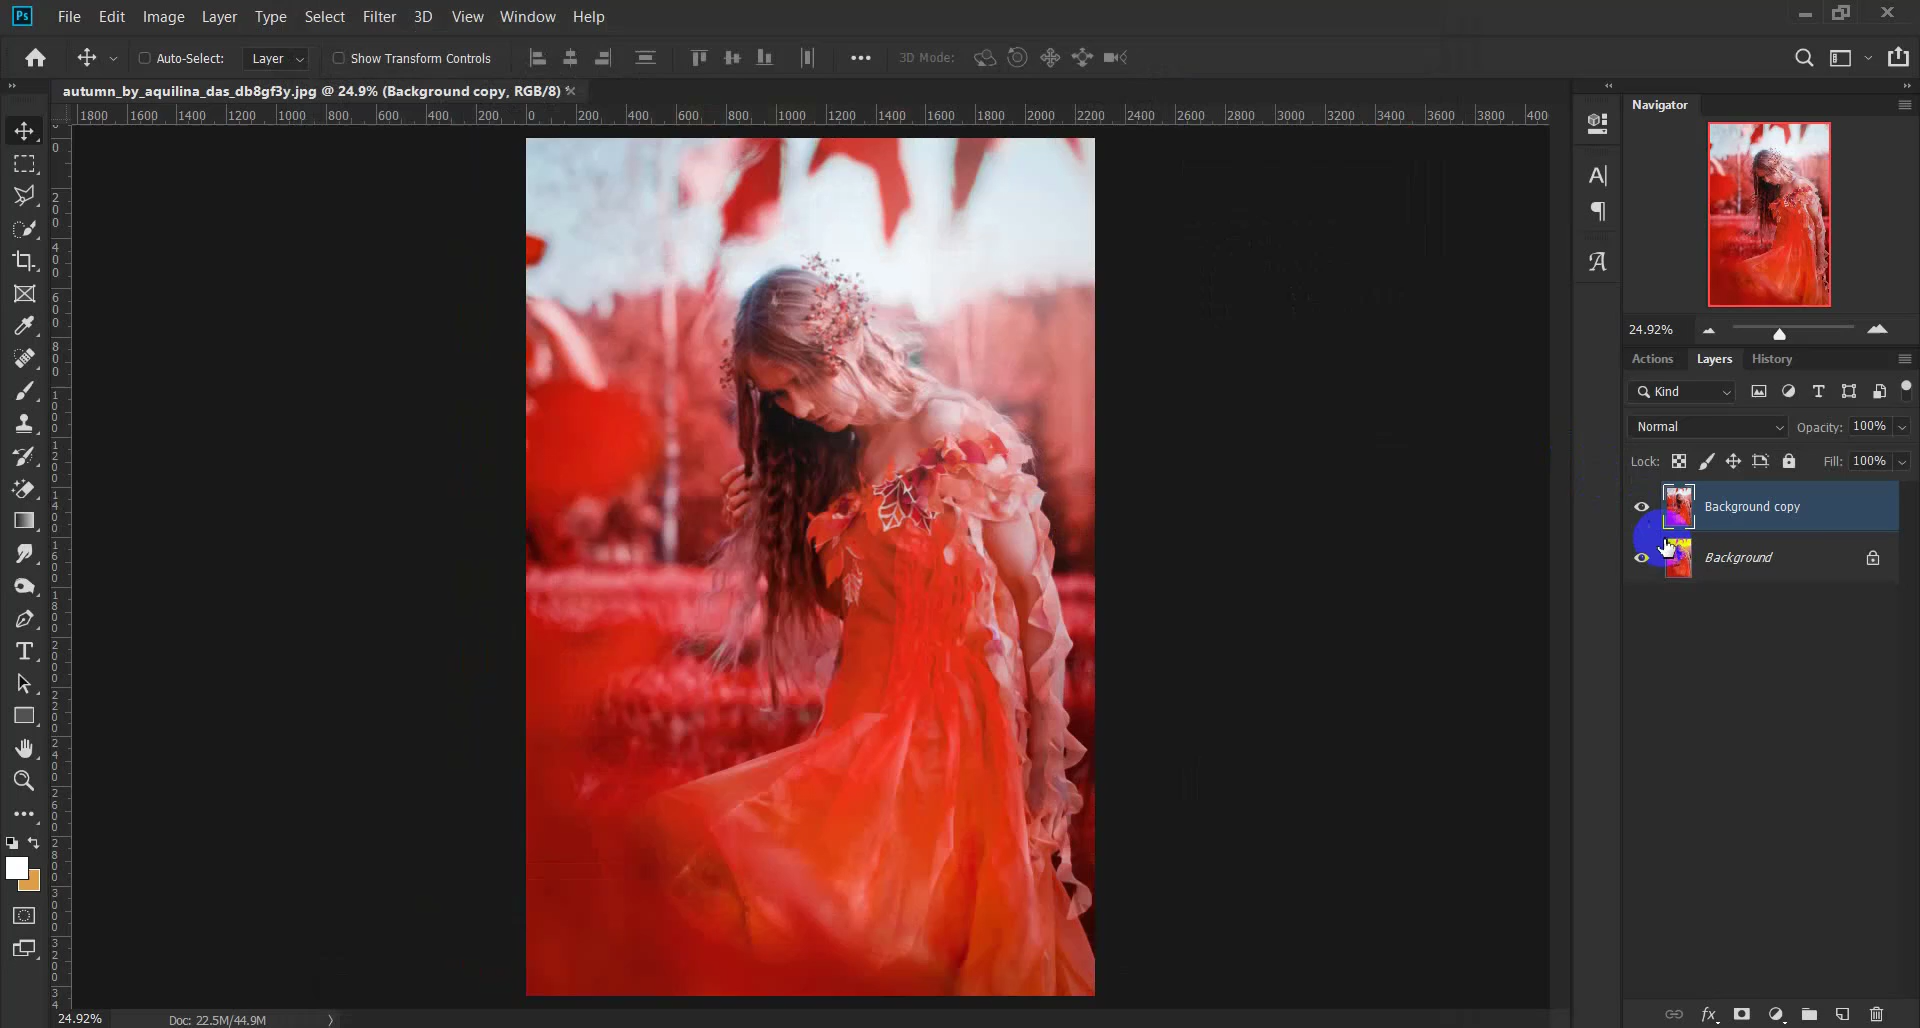 Ps File Edit Image Layer Type Select Filter 3D View Window Help
Auto-Select: Layer Show Transform Controls 3D Mode:
autumn_by_aquilina_das_db8gf3y.jpg @ 24.9% (Background copy, RGB/8) *
1800 1600 1400 1200 1000 800 600 400 200 0 200 400 600 800 1000 1200 1400 1600 1800 2000 2200 2400 2600 2800 3000 3200 3400 3600 3800 400
Navigator
24.92%
Actions Layers History
Kind
Normal Opacity: 100%
Lock: Fill: 100%
Background copy
Background
fx
24.92% Doc: 22.5M/44.9M